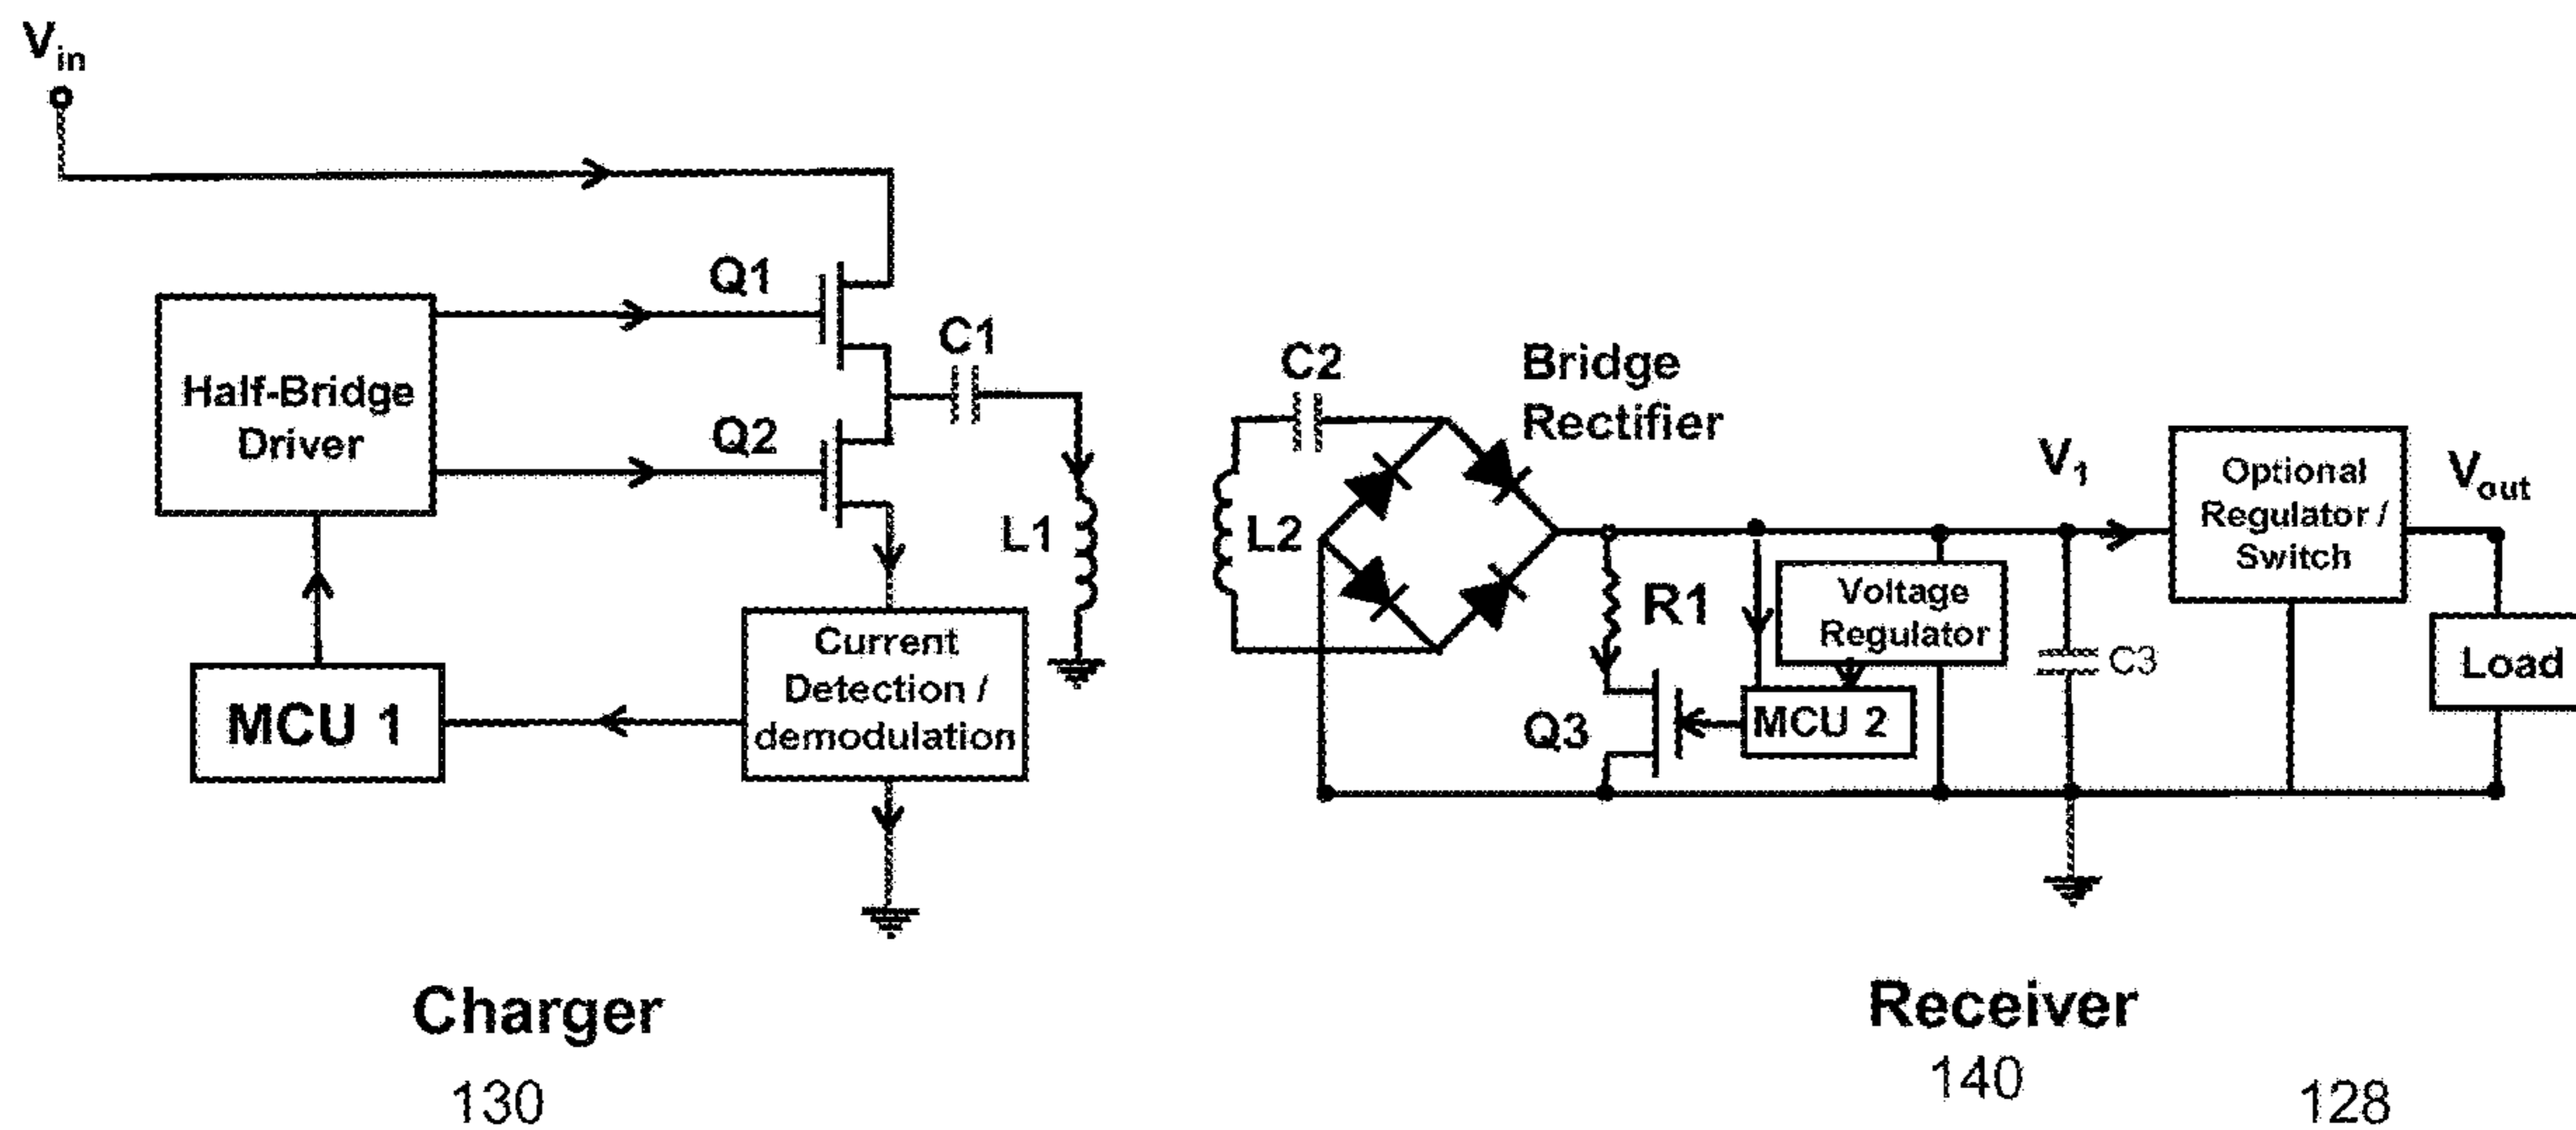 Vin
Q1
Half-Bridge
Driver
Q2
C1
L1
MCU 1
Current
Detection /
demodulation
Charger
130
C2
Bridge
Rectifier
L2
R1
Q3
MCU 2
Voltage
Regulator
V1
C3
Optional
Regulator /
Switch
Vout
Load
Receiver
140
128